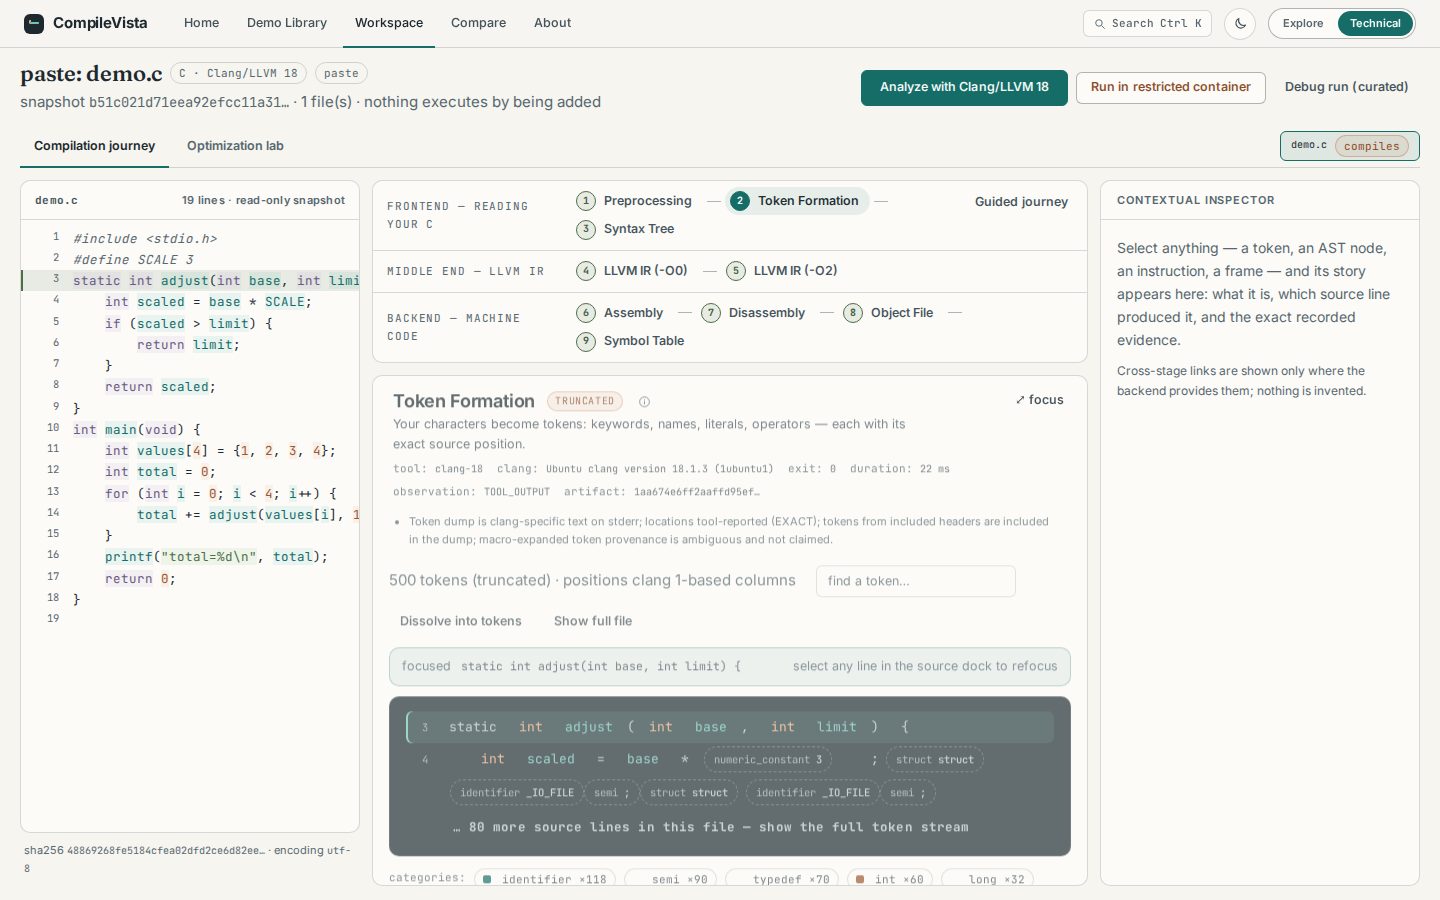 CompileVista Home Demo Library Workspace Compare About Search Ctrl K Explore Technical
paste: demo.c C · Clang/LLVM 18 paste
snapshot b51c021d71eea92efcc11a31… · 1 file(s) · nothing executes by being added
Analyze with Clang/LLVM 18 Run in restricted container Debug run (curated)
Compilation journey Optimization lab demo.c compiles
demo.c 19 lines · read-only snapshot
1 #include <stdio.h>
2 #define SCALE 3
3 static int adjust(int base, int limi
4 int scaled = base * SCALE;
5 if (scaled > limit) {
6 return limit;
7 }
8 return scaled;
9 }
10 int main(void) {
11 int values[4] = {1, 2, 3, 4};
12 int total = 0;
13 for (int i = 0; i < 4; i++) {
14 total += adjust(values[i], 1
15 }
16 printf("total=%d\n", total);
17 return 0;
18 }
19
sha256 48869268fe5184cfea02dfd2ce6d82ee… · encoding utf-
8
FRONTEND — READING
YOUR C
1 Preprocessing — 2 Token Formation — Guided journey
3 Syntax Tree
MIDDLE END — LLVM IR 4 LLVM IR (-O0) — 5 LLVM IR (-O2)
BACKEND — MACHINE
CODE
6 Assembly — 7 Disassembly — 8 Object File —
9 Symbol Table
Token Formation TRUNCATED ⓘ ⤢ focus
Your characters become tokens: keywords, names, literals, operators — each with its
exact source position.
tool: clang-18 clang: Ubuntu clang version 18.1.3 (1ubuntu1) exit: 0 duration: 22 ms
observation: TOOL_OUTPUT artifact: 1aa674e6ff2aaffd95ef…
• Token dump is clang-specific text on stderr; locations tool-reported (EXACT); tokens from included headers are included
in the dump; macro-expanded token provenance is ambiguous and not claimed.
500 tokens (truncated) · positions clang 1-based columns find a token…
Dissolve into tokens Show full file
focused static int adjust(int base, int limit) { select any line in the source dock to refocus
3 static int adjust ( int base , int limit ) {
4 int scaled = base * numeric_constant 3 ; struct struct
identifier _IO_FILE semi ; struct struct identifier _IO_FILE semi ;
… 80 more source lines in this file — show the full token stream
categories: identifier ×118 semi ×90 typedef ×70 int ×60 long ×32
CONTEXTUAL INSPECTOR
Select anything — a token, an AST node,
an instruction, a frame — and its story
appears here: what it is, which source line
produced it, and the exact recorded
evidence.
Cross-stage links are shown only where the
backend provides them; nothing is invented.